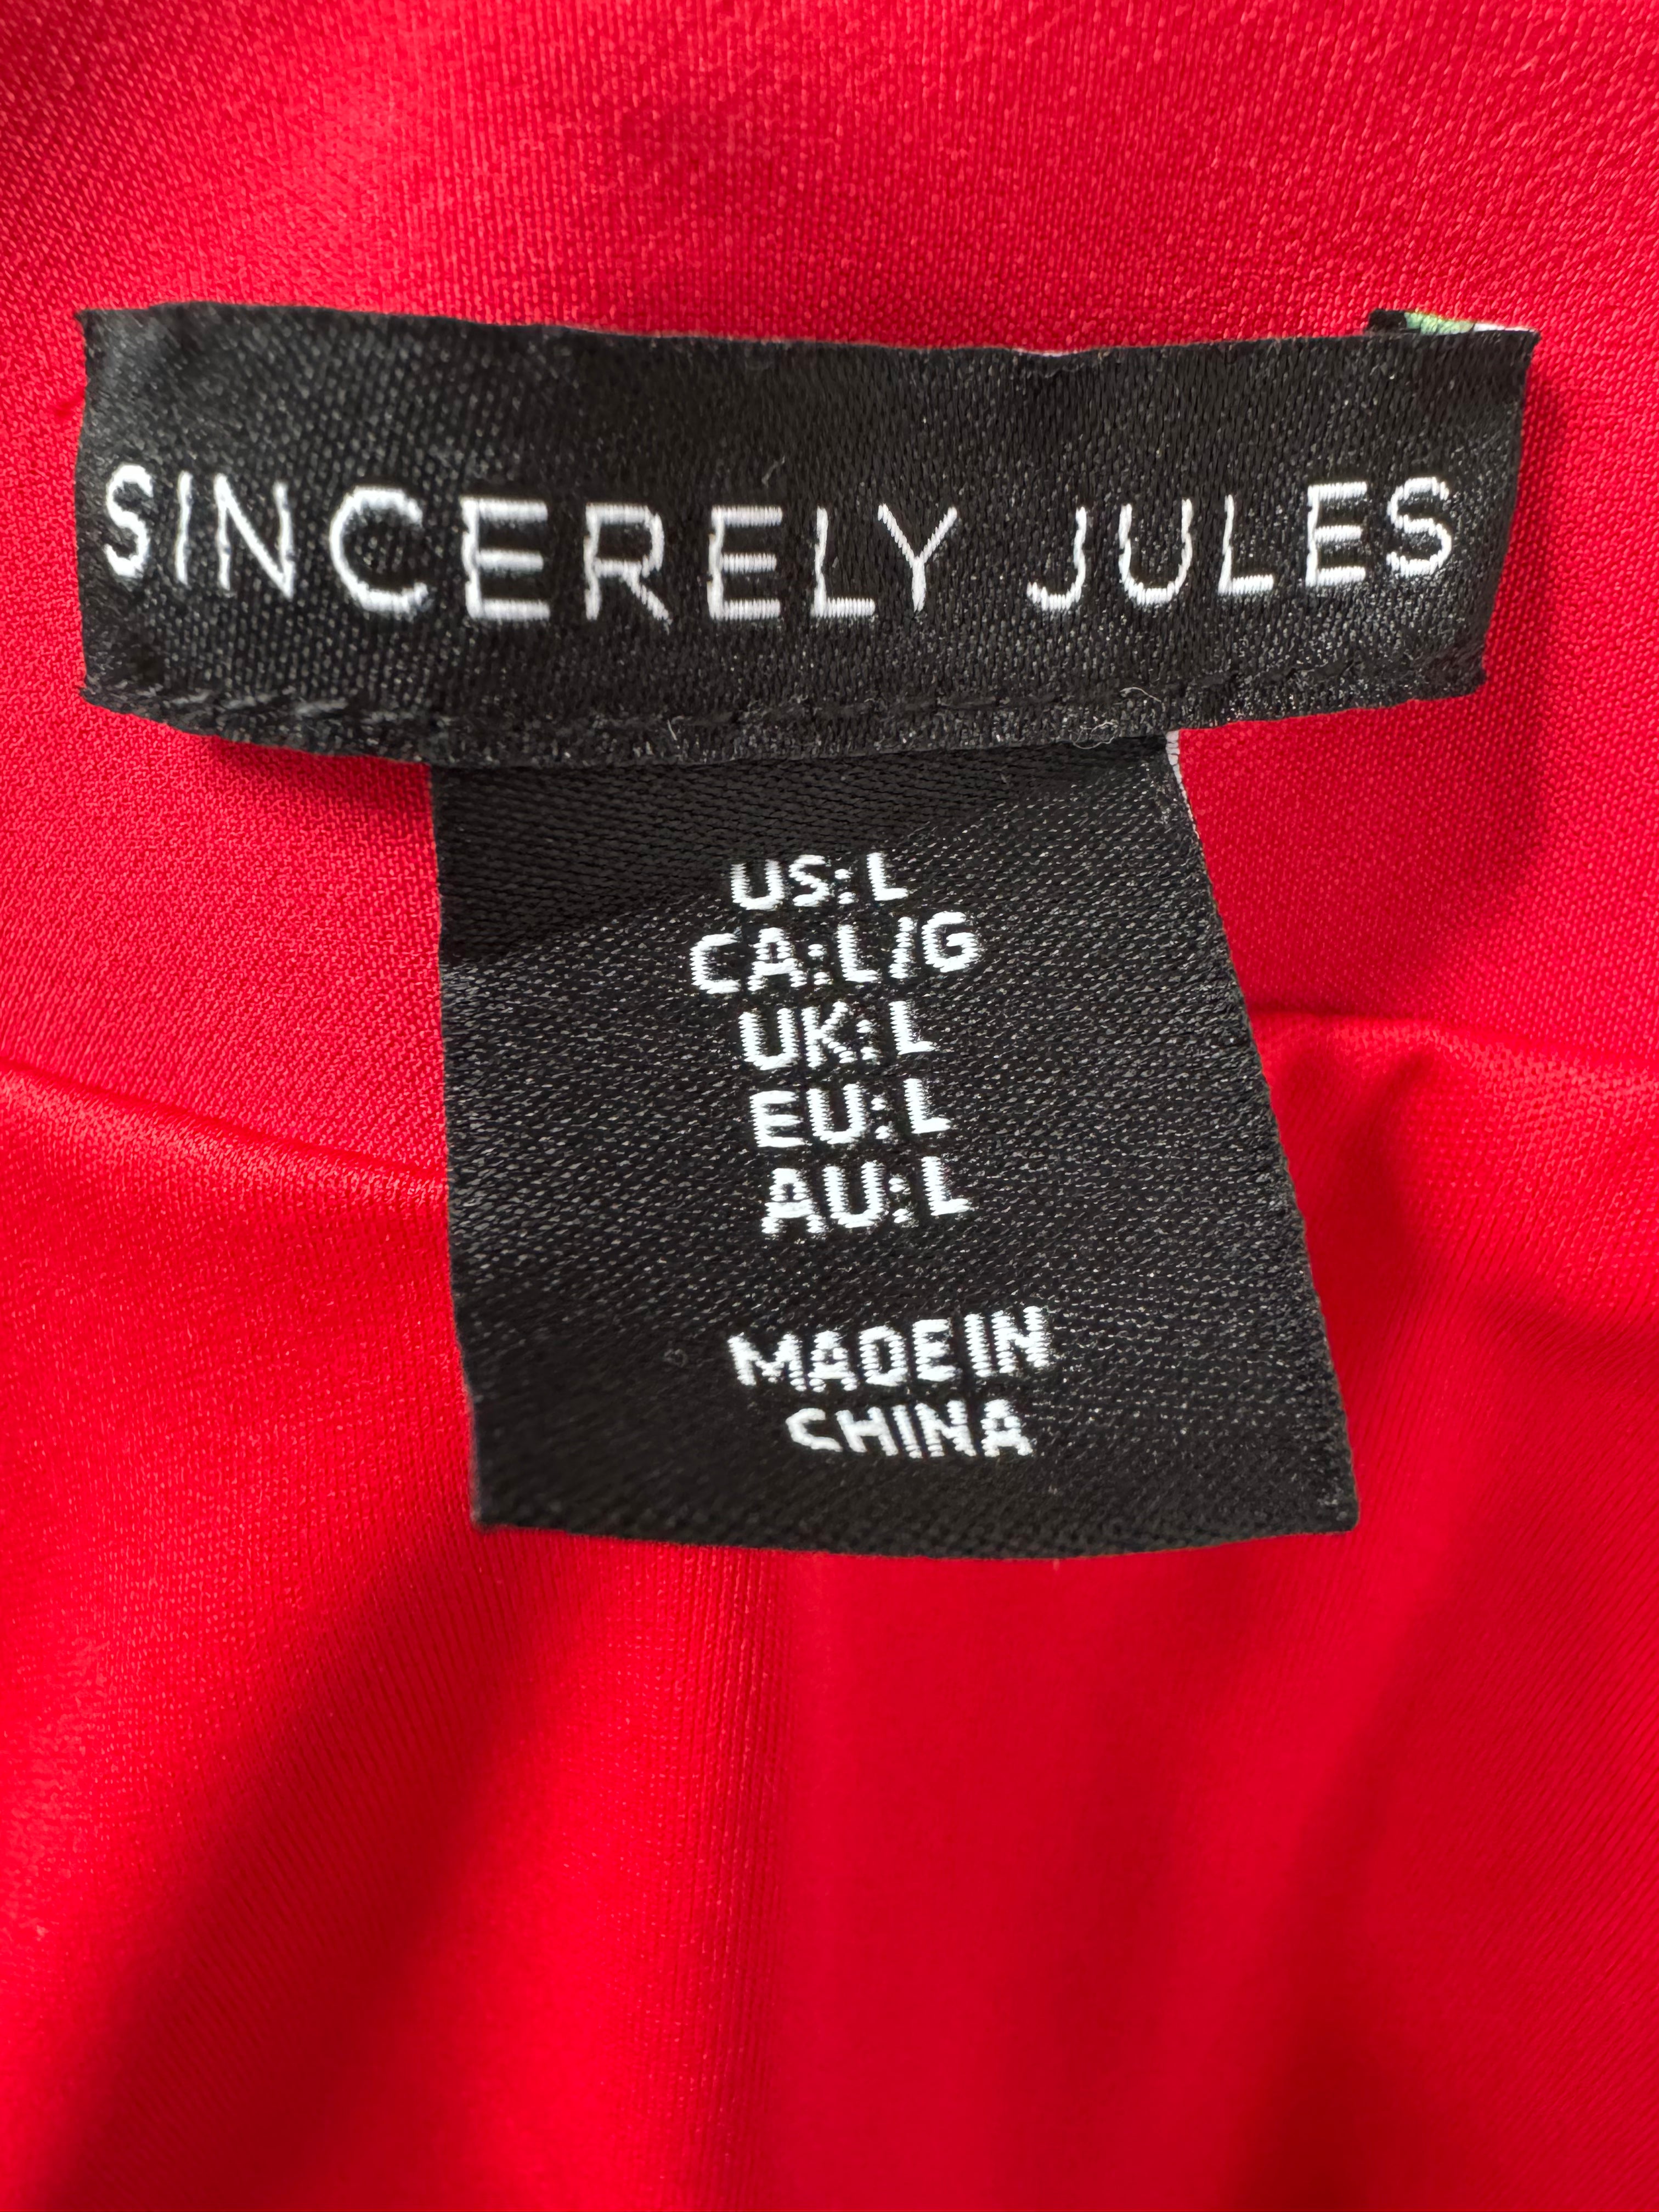 SINCERELY JULES
US: L
CA:L/G
UK: L
EU: L
AU: L
MADE IN
CHINA